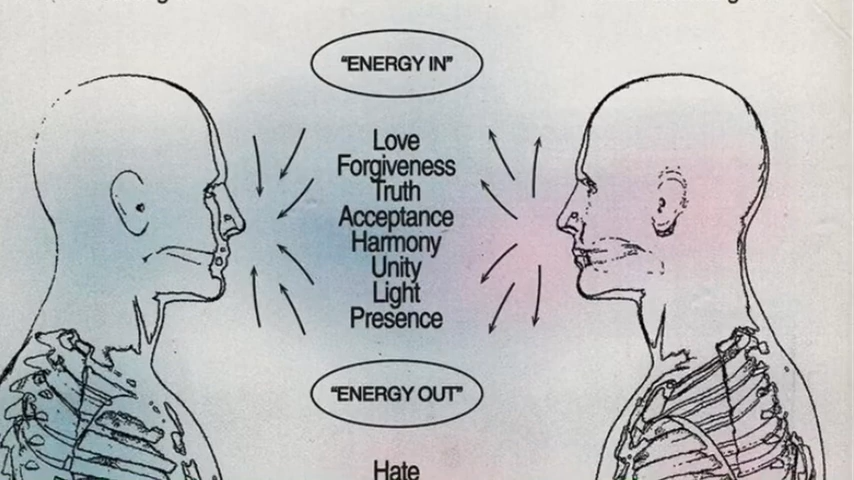 “ENERGY IN”
Love
Forgiveness
Truth
Acceptance
Harmony
Unity
Light
Presence
“ENERGY OUT”
Hate